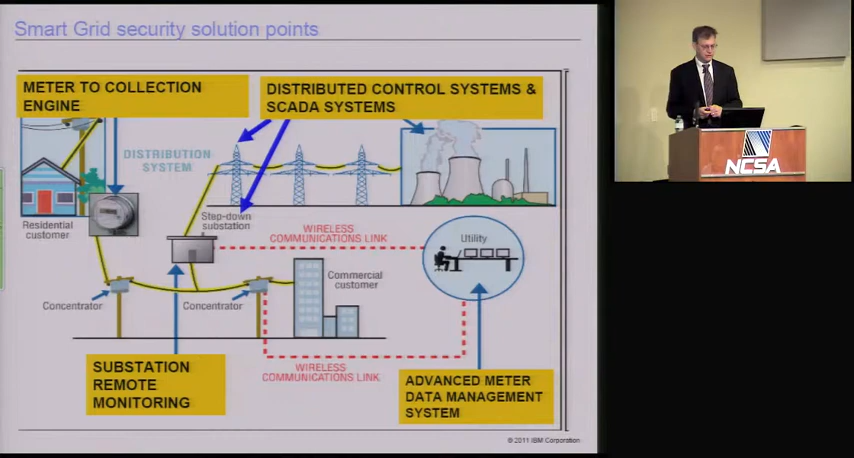 Smart Grid security solution points
METER TO COLLECTION
ENGINE
DISTRIBUTED CONTROL SYSTEMS &
SCADA SYSTEMS
DISTRIBUTION
SYSTEM
Residential
customer
Step-down
substation
WIRELESS
COMMUNICATIONS LINK
Utility
Concentrator
Concentrator
Commercial
customer
WIRELESS
COMMUNICATIONS LINK
SUBSTATION
REMOTE
MONITORING
ADVANCED METER
DATA MANAGEMENT
SYSTEM
© 2011 IBM Corporation
NCSA